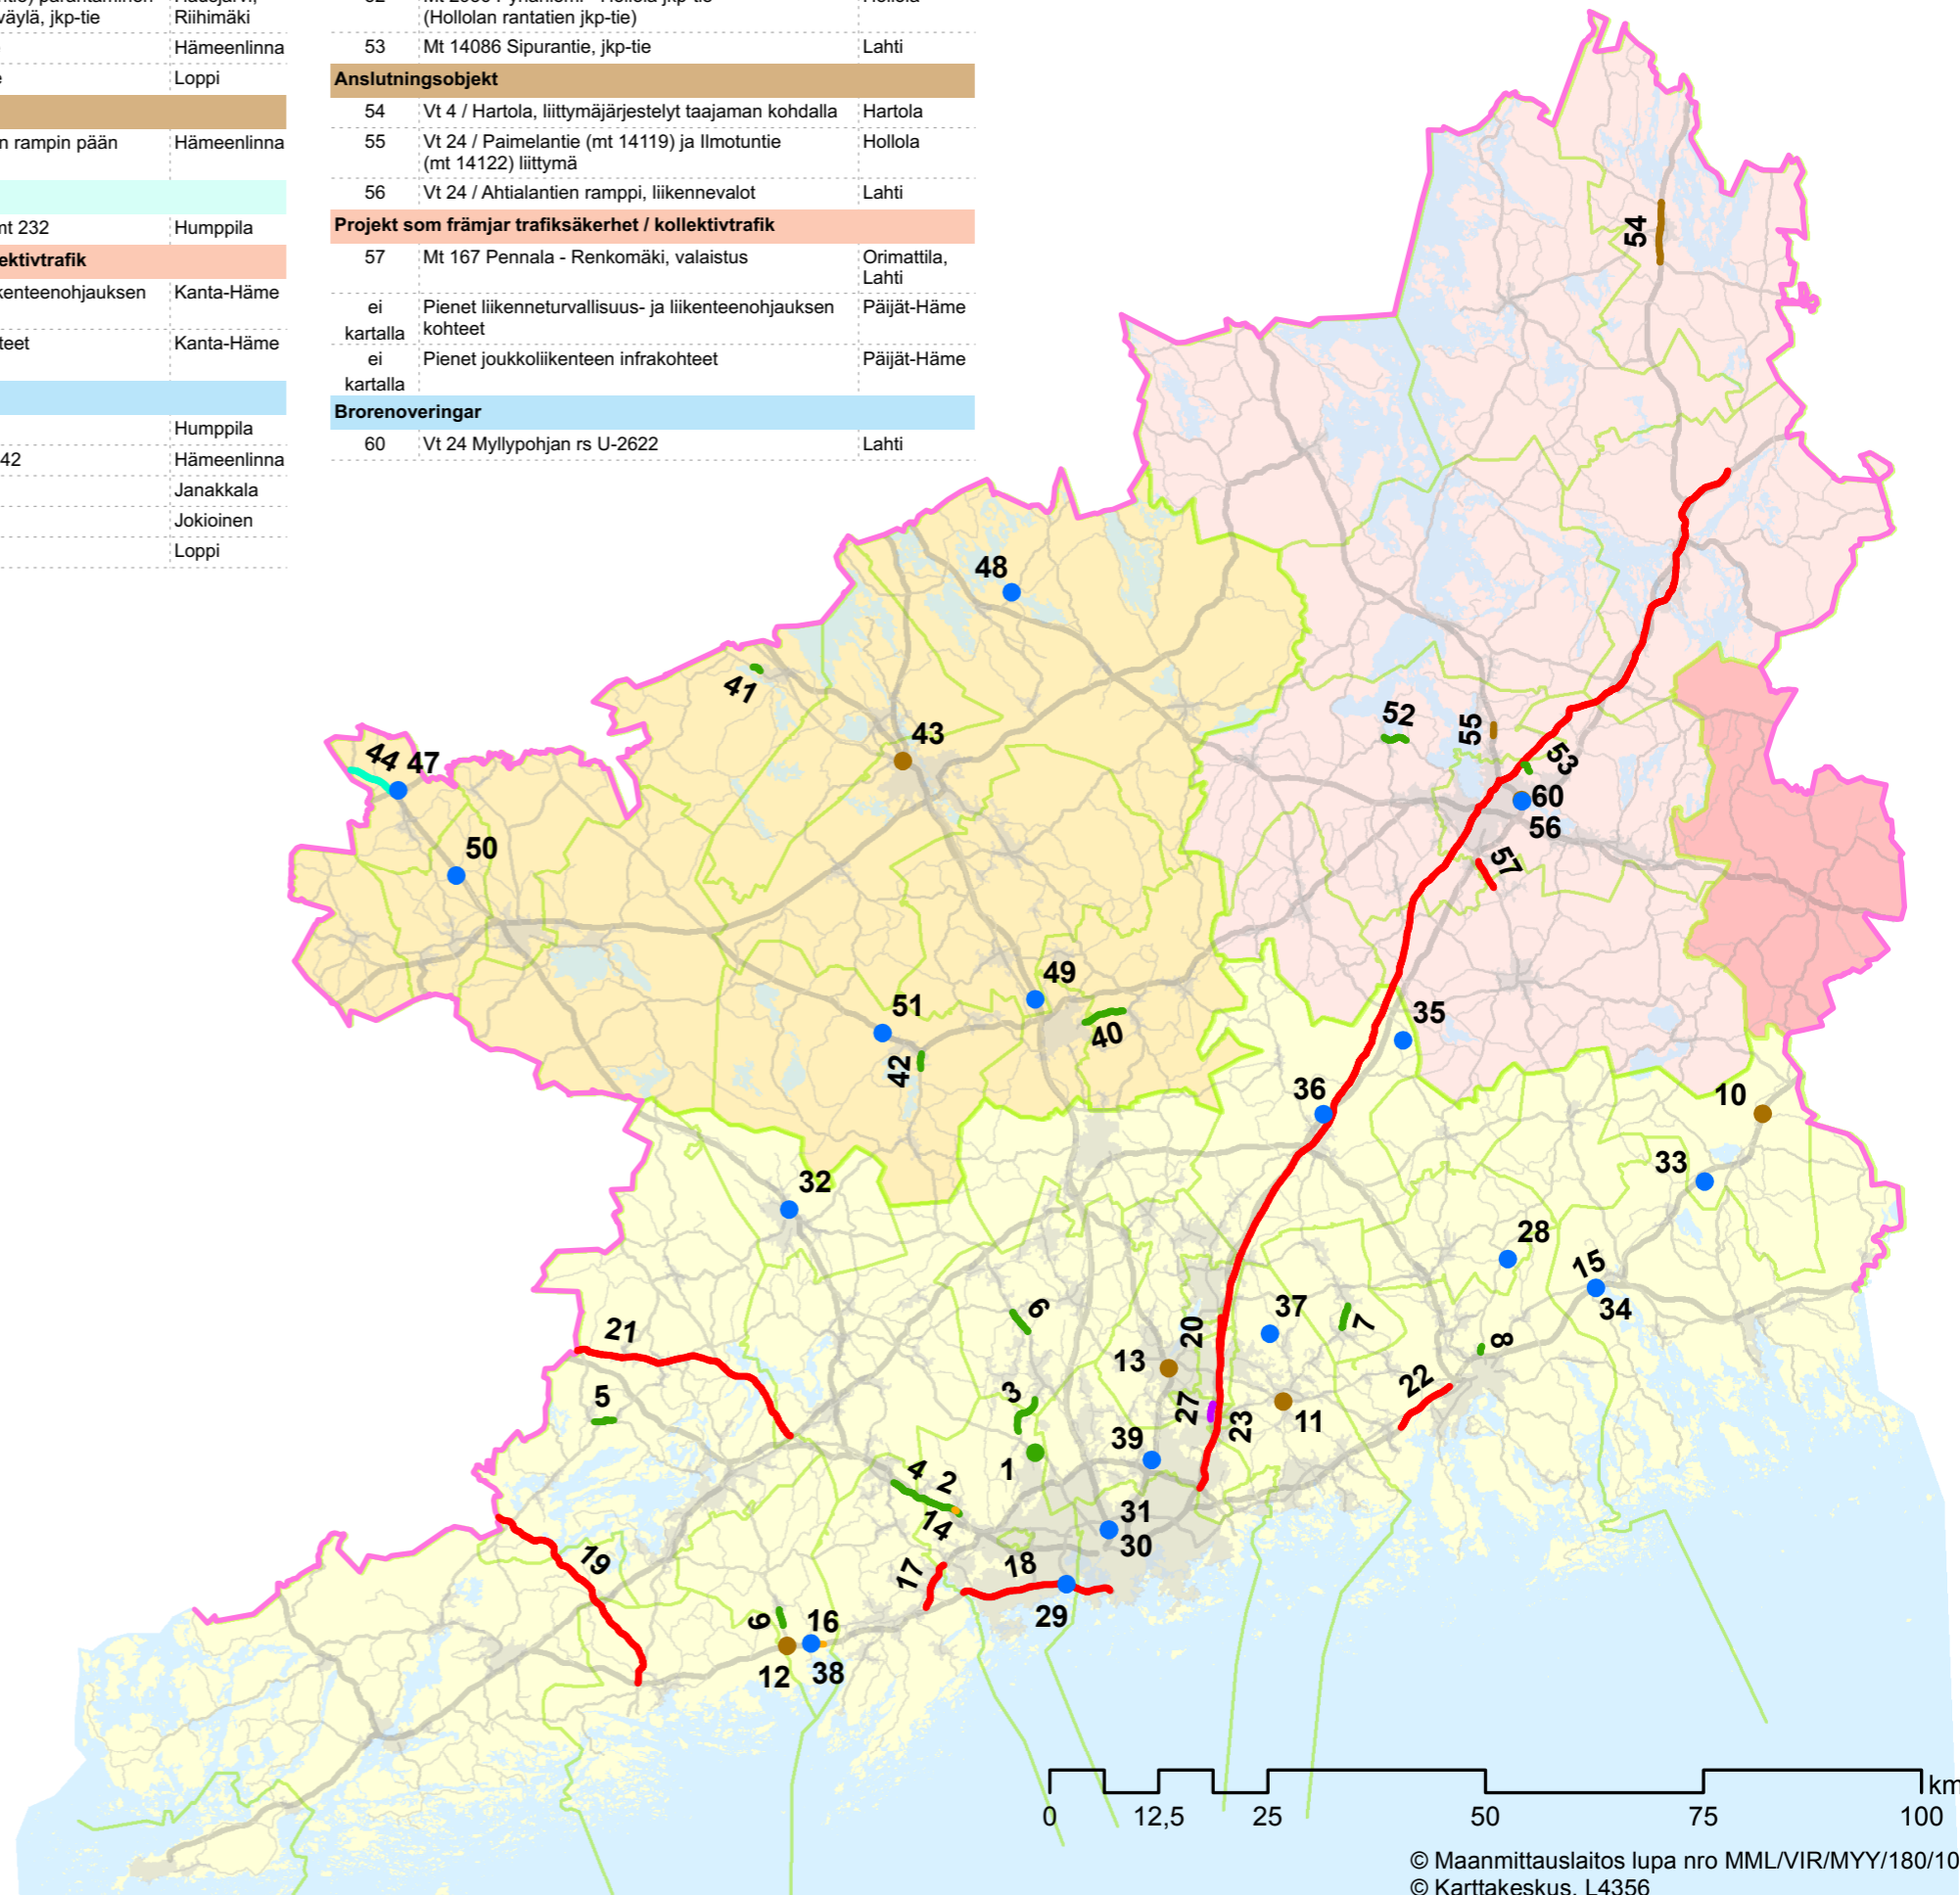 tie) parantaminen
väylä, jkp-tie
Riihimäki
Hämeenlinna
Loppi
n rampin pään
Hämeenlinna
mt 232
Humppila
ektivtrafik
kenteenohjauksen
Kanta-Häme
teet
Kanta-Häme
Humppila
42
Hämeenlinna
Janakkala
Jokioinen
Loppi
(Hollolan rantatien jkp-tie)
53 Mt 14086 Sipurantie, jkp-tie Lahti
Anslutningsobjekt
54 Vt 4 / Hartola, liittymäjärjestelyt taajaman kohdalla Hartola
55 Vt 24 / Paimelantie (mt 14119) ja Ilmotuntie Hollola
(mt 14122) liittymä
56 Vt 24 / Ahtialantien ramppi, liikennevalot Lahti
Projekt som främjar trafiksäkerhet / kollektivtrafik
57 Mt 167 Pennala - Renkomäki, valaistus Orimattila,
Lahti
ei Pienet liikenneturvallisuus- ja liikenteenohjauksen Päijät-Häme
kartalla kohteet
ei Pienet joukkoliikenteen infrakohteet Päijät-Häme
kartalla
Brorenoveringar
60 Vt 24 Myllypohjan rs U-2622 Lahti
54
48
41
52
55
53
43
44
47
60
56
50
57
49
51
40
42
35
36
10
33
32
28
15
34
6
37
7
20
21
13
8
5
3
27
23
11
22
39
1
4
2
14
31
30
19
17
18
29
9
16
12
38
km
0
12,5
25
50
75
100
© Maanmittauslaitos lupa nro MML/VIR/MYY/180/10
© Karttakeskus, L4356